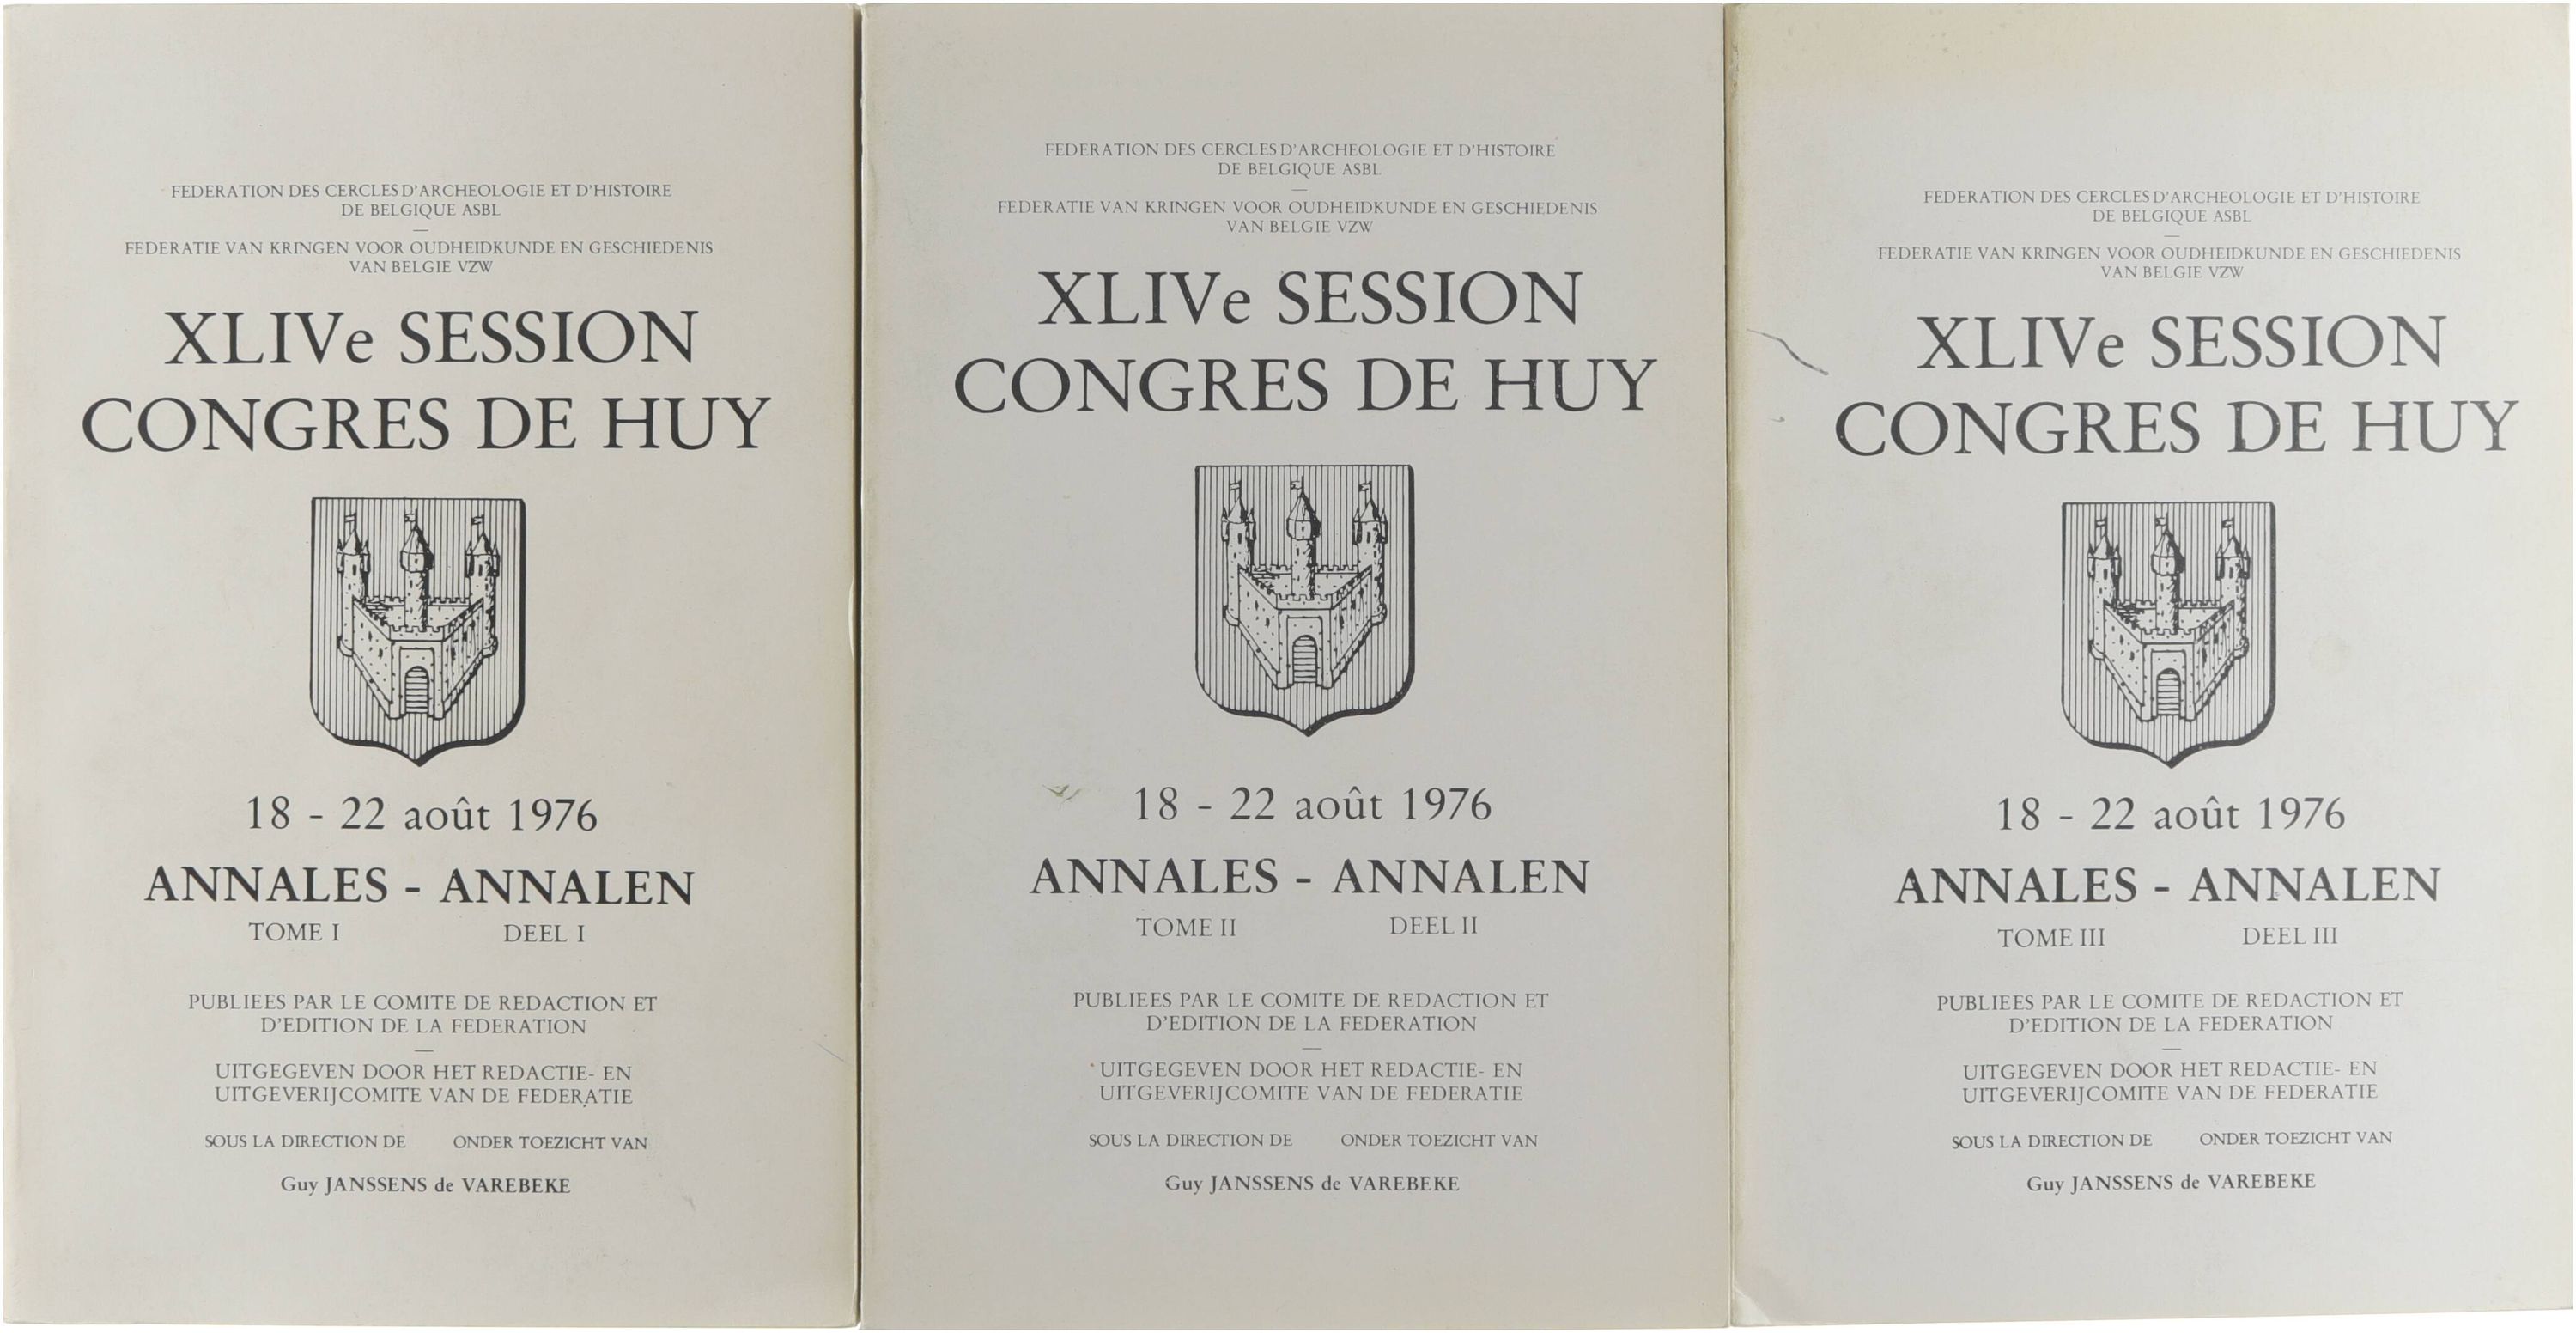 FEDERATION DES CERCLES D'ARCHEOLOGIE ET D'HISTOIRE
DE BELGIQUE ASBL
—
FEDERATIE VAN KRINGEN VOOR OUDHEIDKUNDE EN GESCHIEDENIS
VAN BELGIE VZW
XLIVe SESSION
CONGRES DE HUY
18 - 22 août 1976
ANNALES - ANNALEN
TOME I DEEL I
PUBLIEES PAR LE COMITE DE REDACTION ET
D'EDITION DE LA FEDERATION
—
UITGEGEVEN DOOR HET REDACTIE- EN
UITGEVERIJCOMITE VAN DE FEDERATIE
SOUS LA DIRECTION DE ONDER TOEZICHT VAN
Guy JANSSENS de VAREBEKE
FEDERATION DES CERCLES D'ARCHEOLOGIE ET D'HISTOIRE
DE BELGIQUE ASBL
—
FEDERATIE VAN KRINGEN VOOR OUDHEIDKUNDE EN GESCHIEDENIS
VAN BELGIE VZW
XLIVe SESSION
CONGRES DE HUY
18 - 22 août 1976
ANNALES - ANNALEN
TOME II DEEL II
PUBLIEES PAR LE COMITE DE REDACTION ET
D'EDITION DE LA FEDERATION
—
UITGEGEVEN DOOR HET REDACTIE- EN
UITGEVERIJCOMITE VAN DE FEDERATIE
SOUS LA DIRECTION DE ONDER TOEZICHT VAN
Guy JANSSENS de VAREBEKE
FEDERATION DES CERCLES D'ARCHEOLOGIE ET D'HISTOIRE
DE BELGIQUE ASBL
—
FEDERATIE VAN KRINGEN VOOR OUDHEIDKUNDE EN GESCHIEDENIS
VAN BELGIE VZW
XLIVe SESSION
CONGRES DE HUY
18 - 22 août 1976
ANNALES - ANNALEN
TOME III DEEL III
PUBLIEES PAR LE COMITE DE REDACTION ET
D'EDITION DE LA FEDERATION
—
UITGEGEVEN DOOR HET REDACTIE- EN
UITGEVERIJCOMITE VAN DE FEDERATIE
SOUS LA DIRECTION DE ONDER TOEZICHT VAN
Guy JANSSENS de VAREBEKE